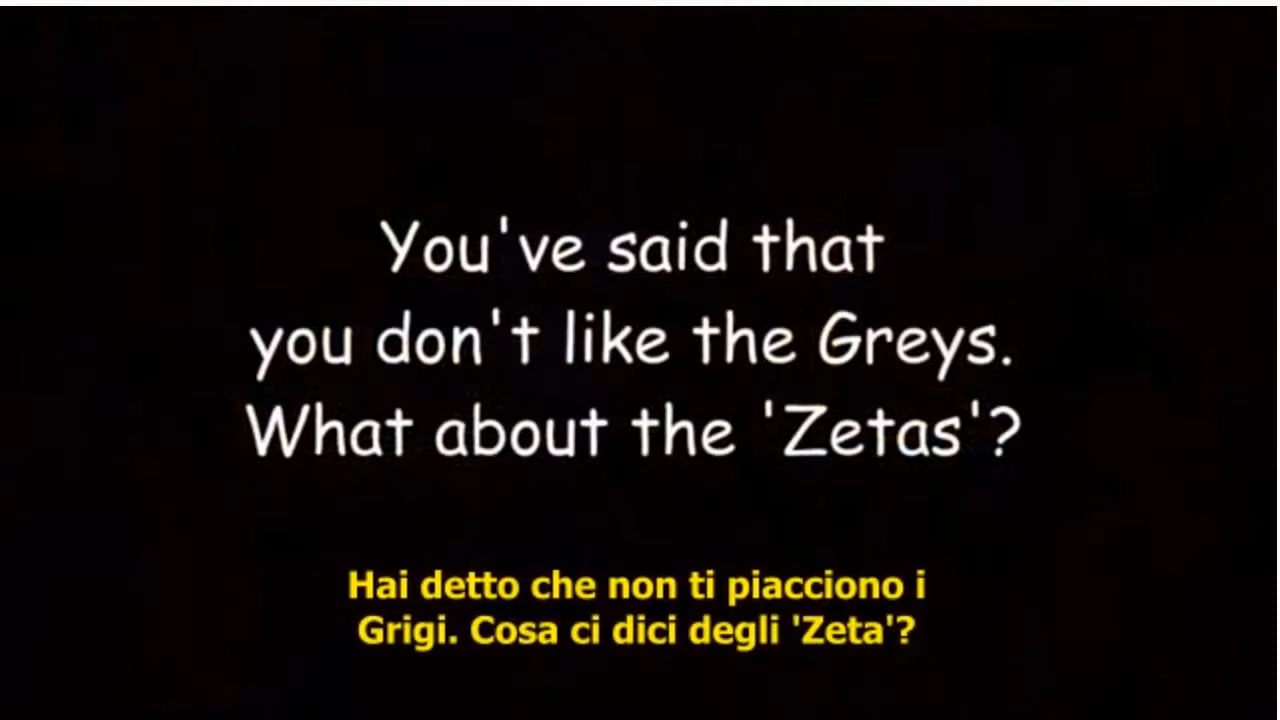 You've said that
you don't like the Greys.
What about the 'Zetas'?
Hai detto che non ti piacciono i
Grigi. Cosa ci dici degli 'Zeta'?